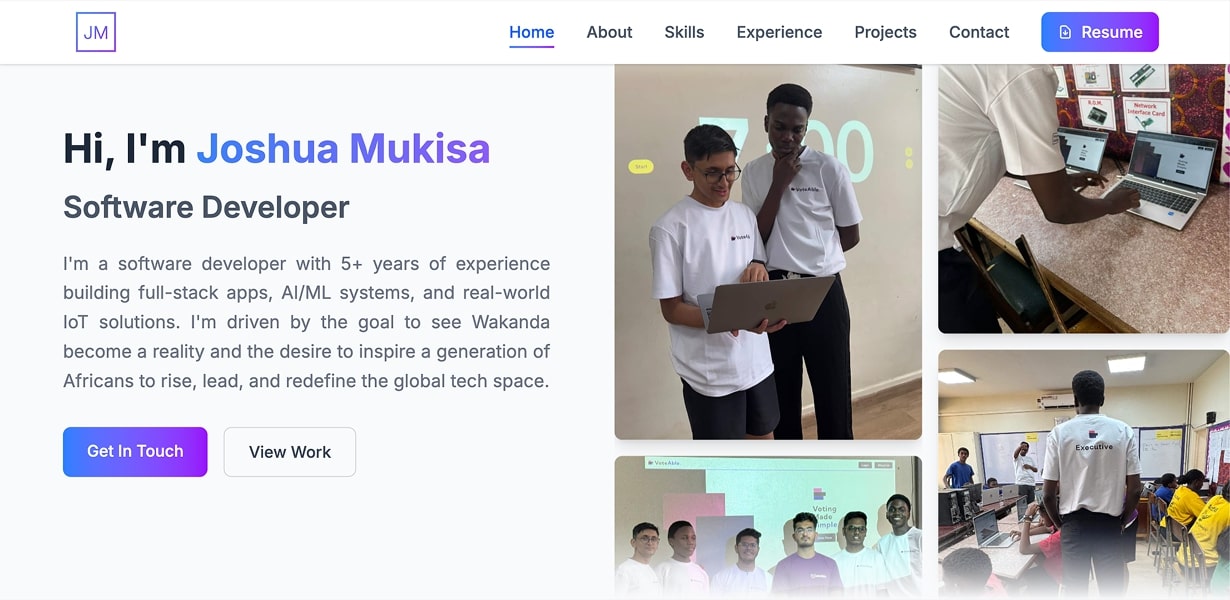 JM
Home
About
Skills
Experience
Projects
Contact
Resume
Hi, I'm Joshua Mukisa
Software Developer
I'm a software developer with 5+ years of experience
building full-stack apps, AI/ML systems, and real-world
IoT solutions. I'm driven by the goal to see Wakanda
become a reality and the desire to inspire a generation of
Africans to rise, lead, and redefine the global tech space.
Get In Touch
View Work
Start
00
VoteAble.
R.O.M.
Network
Interface Card
VoteAble.
Voting
Made
Simple
Executive